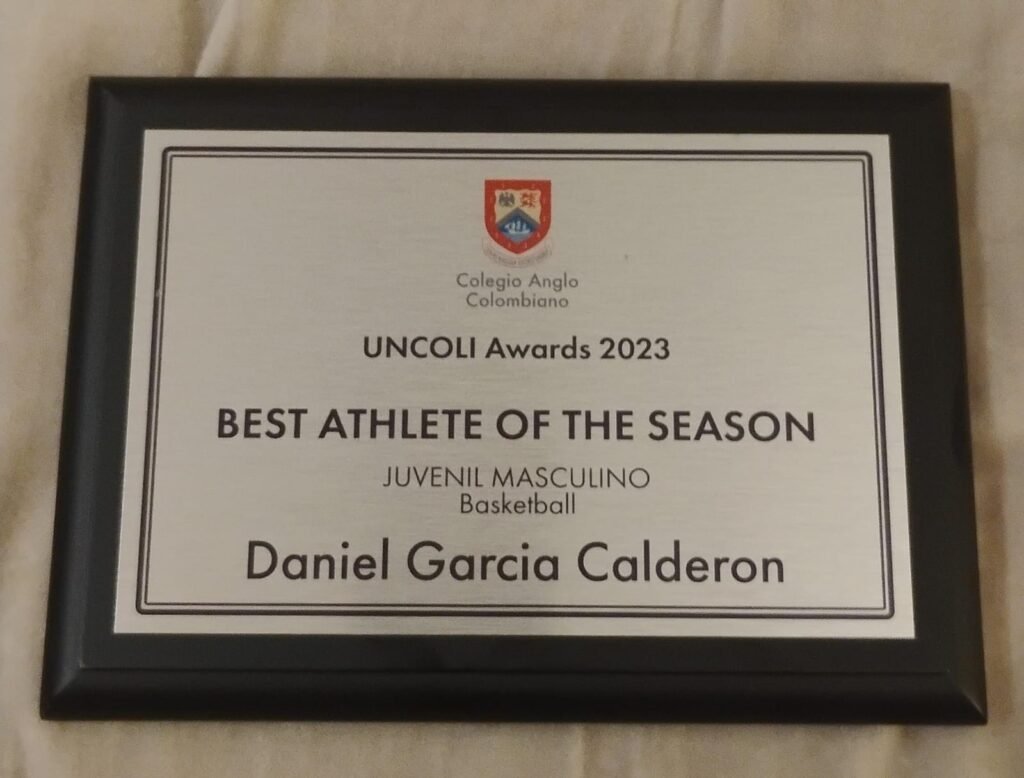 Colegio Anglo
Colombiano
UNCOLI Awards 2023
BEST ATHLETE OF THE SEASON
JUVENIL MASCULINO
Basketball
Daniel Garcia Calderon